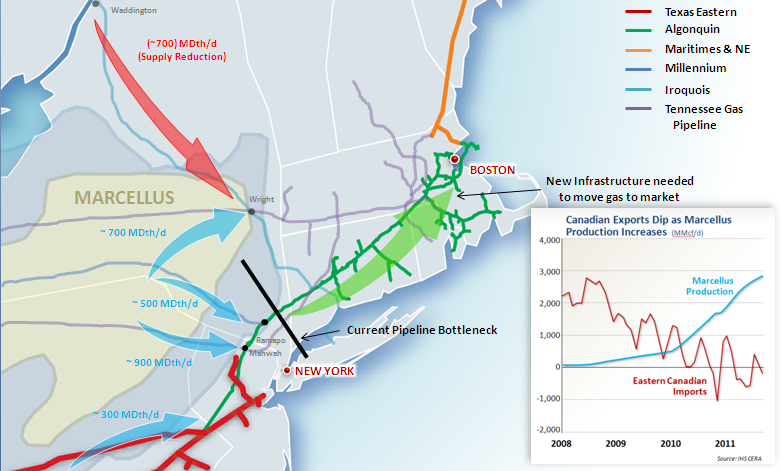 Waddington
(~700) MDth/d
(Supply Reduction)
Texas Eastern
Algonquin
Maritimes & NE
Millennium
Iroquois
Tennessee Gas
Pipeline
BOSTON
MARCELLUS
Wright
New Infrastructure needed
to move gas to market
~ 700 MDth/d
~ 500 MDth/d
Current Pipeline Bottleneck
Ramapo
Mahwah
~ 900 MDth/d
NEW YORK
~ 300 MDth/d
Canadian Exports Dip as Marcellus
Production Increases (MMcf/d)
4,000
3,000
2,000
1,000
0
-1,000
-2,000
Marcellus
Production
Eastern Canadian
Imports
2008 2009 2010 2011
Source: IHS CERA